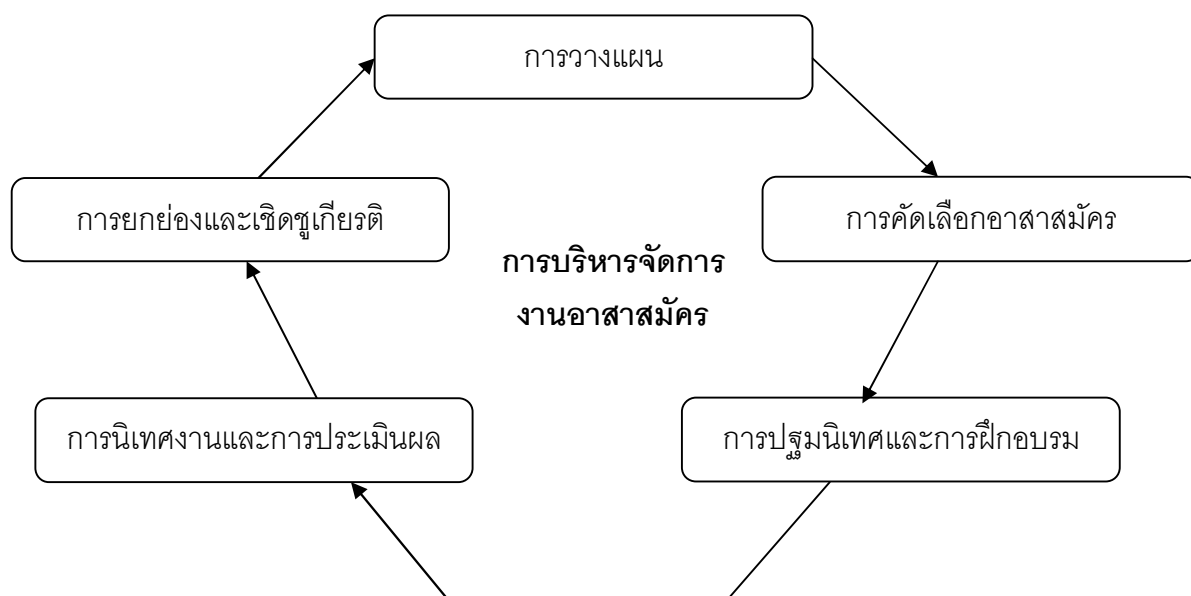 การวางแผน
การยกย่องและเชิดชูเกียรติ
การคัดเลือกอาสาสมัคร
การบริหารจัดการ
งานอาสาสมัคร
การนิเทศงานและการประเมินผล
การปฐมนิเทศและการฝึกอบรม